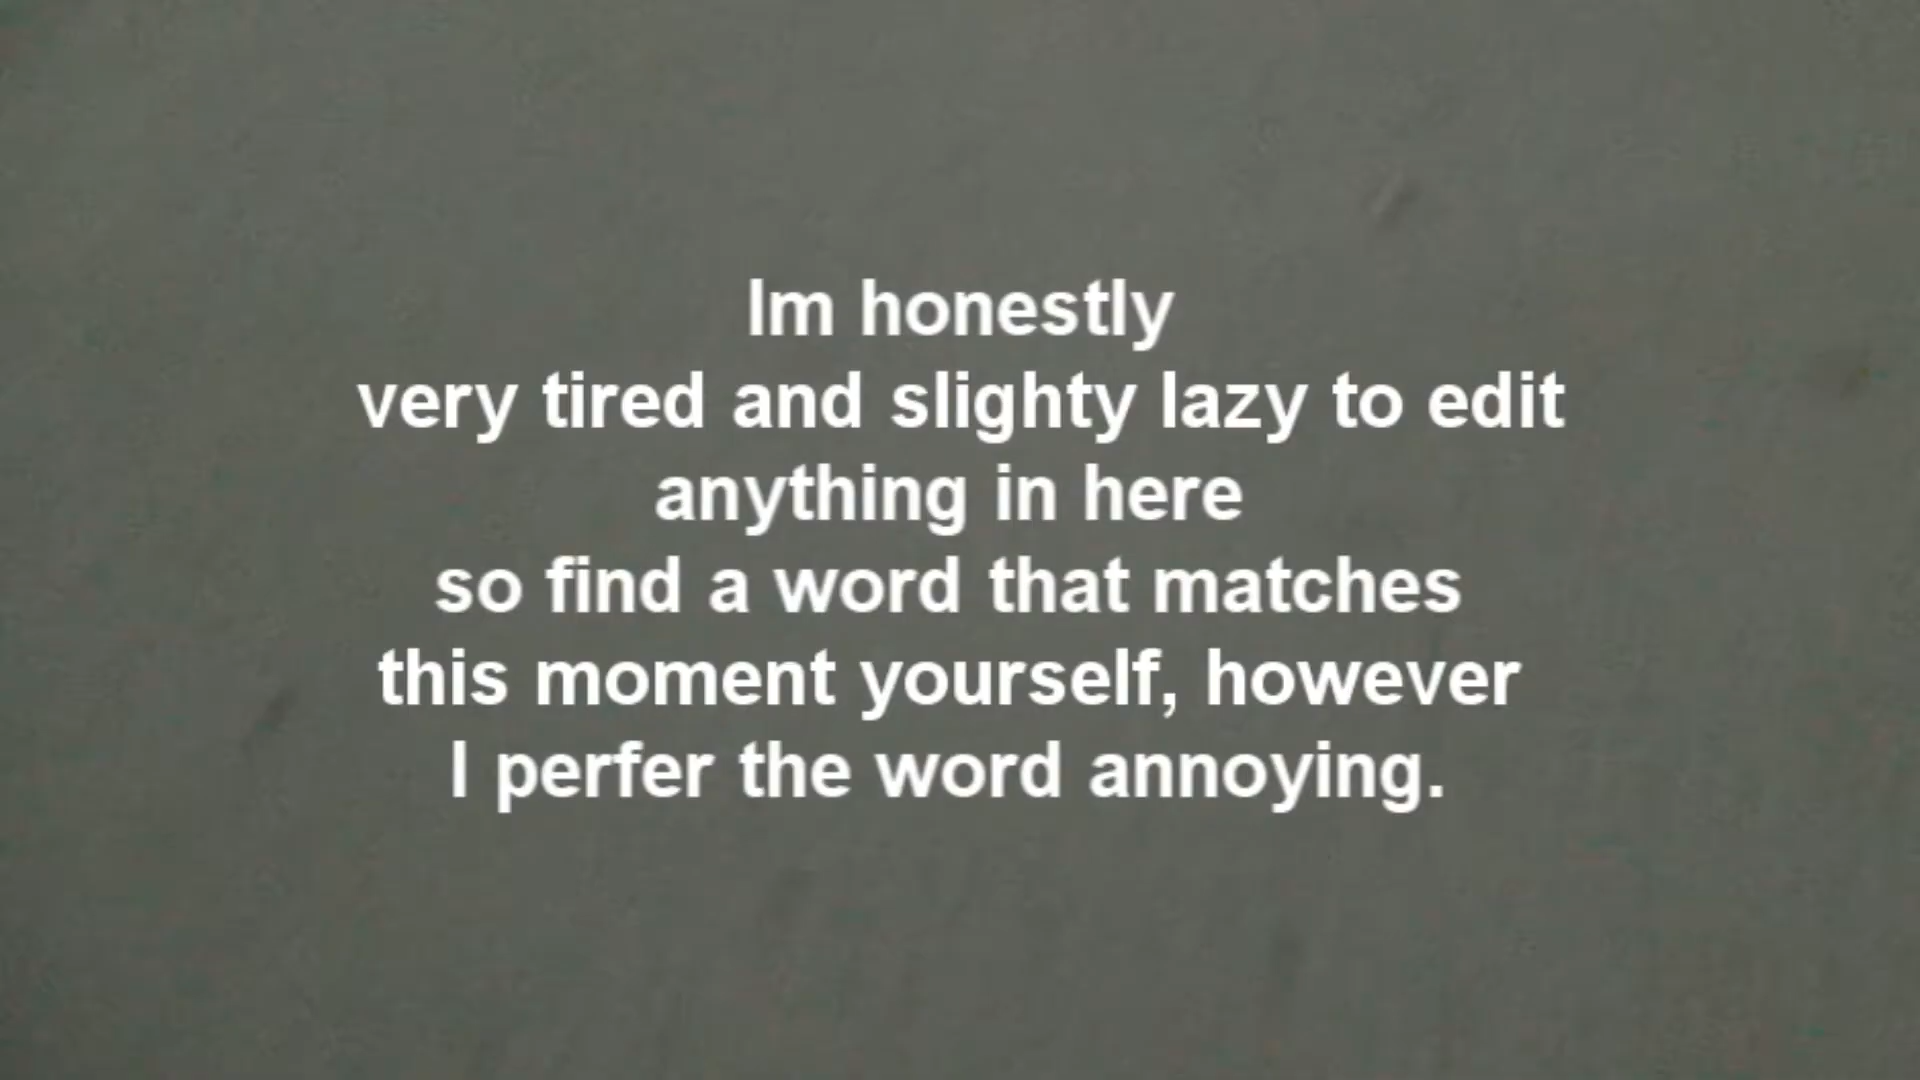 Im honestly
very tired and slighty lazy to edit
anything in here
so find a word that matches
this moment yourself, however
I perfer the word annoying.